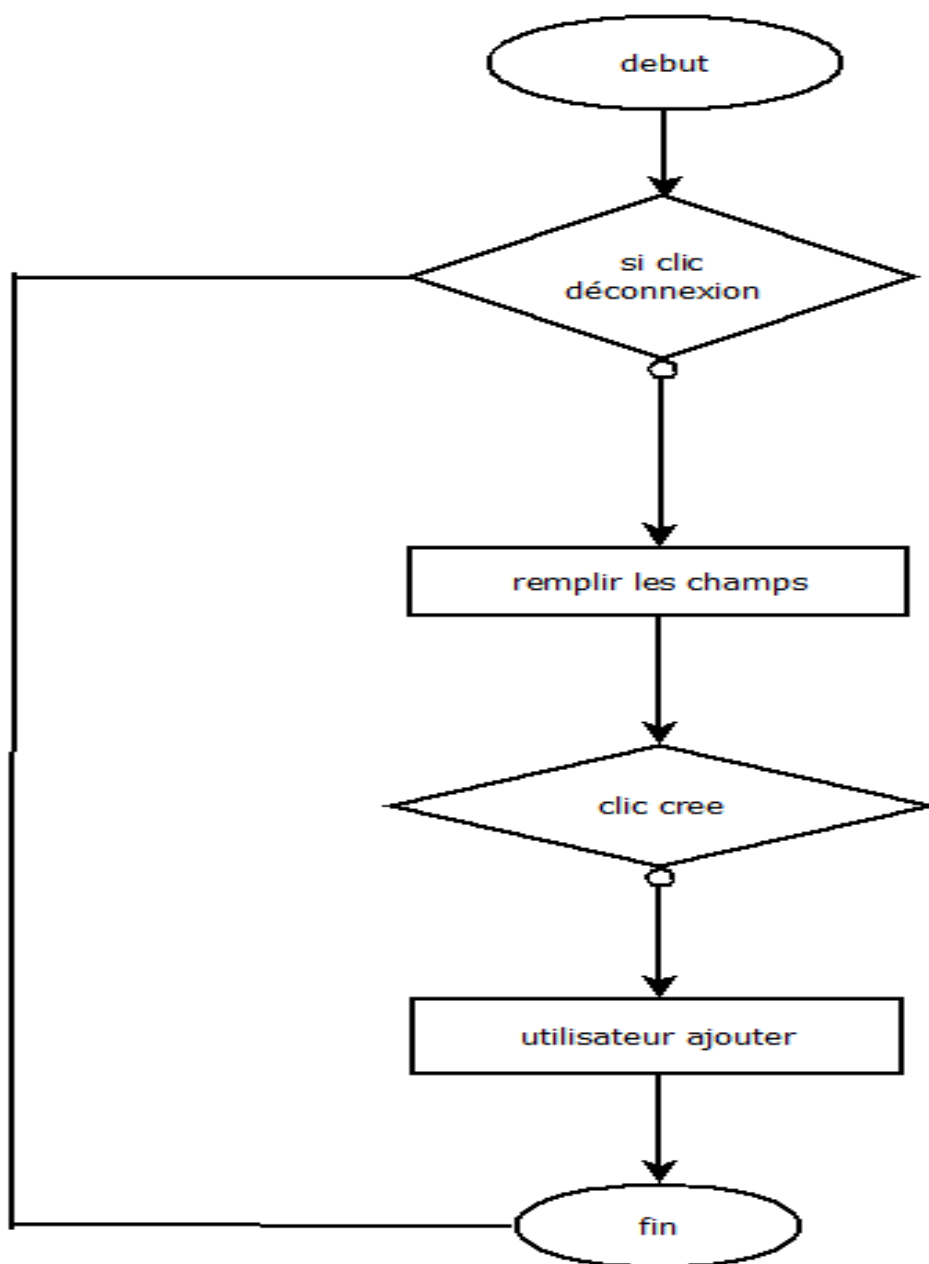 debut
si clic
déconnexion
remplir les champs
clic cree
utilisateur ajouter
fin